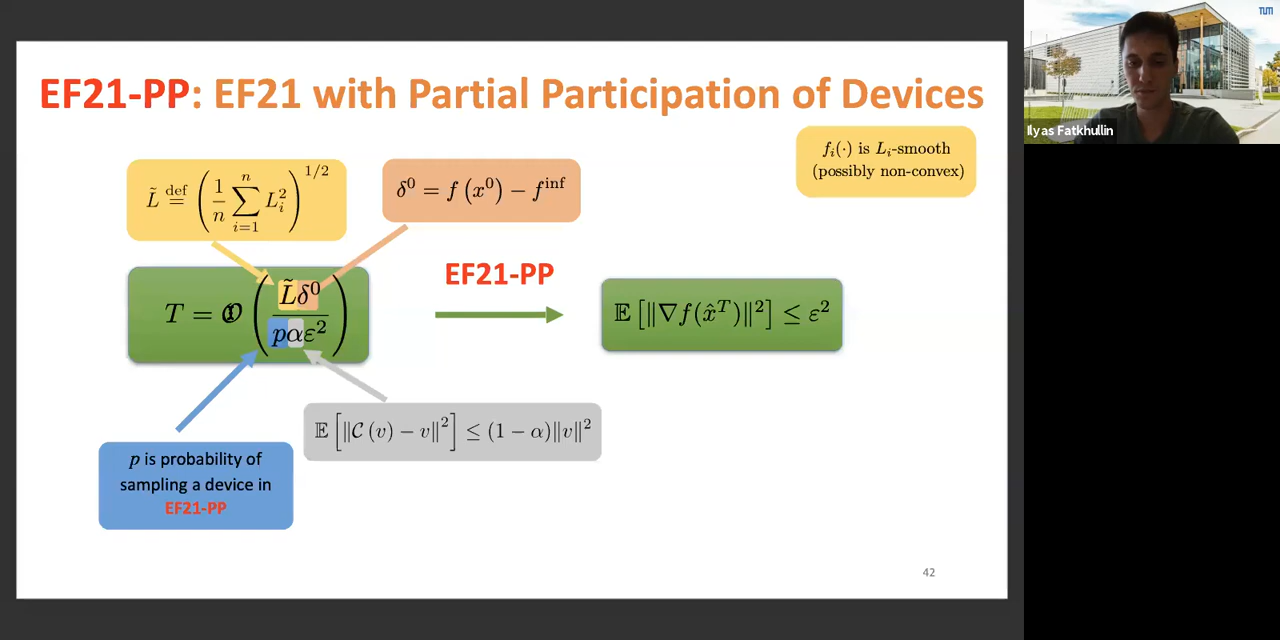 EF21-PP: EF21 with Partial Participation of Devices
f_i(·) is L_i-smooth
(possibly non-convex)
L̃ def= (1/n ∑_{i=1}^{n} L_i^2)^{1/2}
δ^0 = f(x^0) − f^inf
T = 𝒪(L̃δ^0 / pαε^2)
EF21-PP
𝔼[‖∇f(x̂^T)‖^2] ≤ ε^2
𝔼[‖𝒞(v) − v‖^2] ≤ (1 − α)‖v‖^2
p is probability of
sampling a device in
EF21-PP
42
TUM
Ilyas Fatkhullin